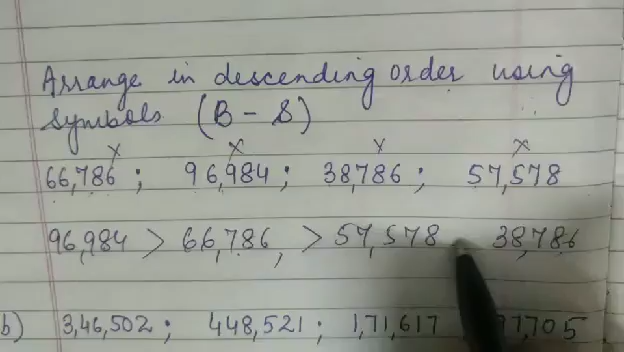 Arrange in descending order using
Symbols (B - S)
x x x x
66,786 ; 96,984 ; 38,786 ; 57,578
96,984 > 66,786, > 57,578 38,786
b) 3,46,502 ; 448,521 ; 1,71,617